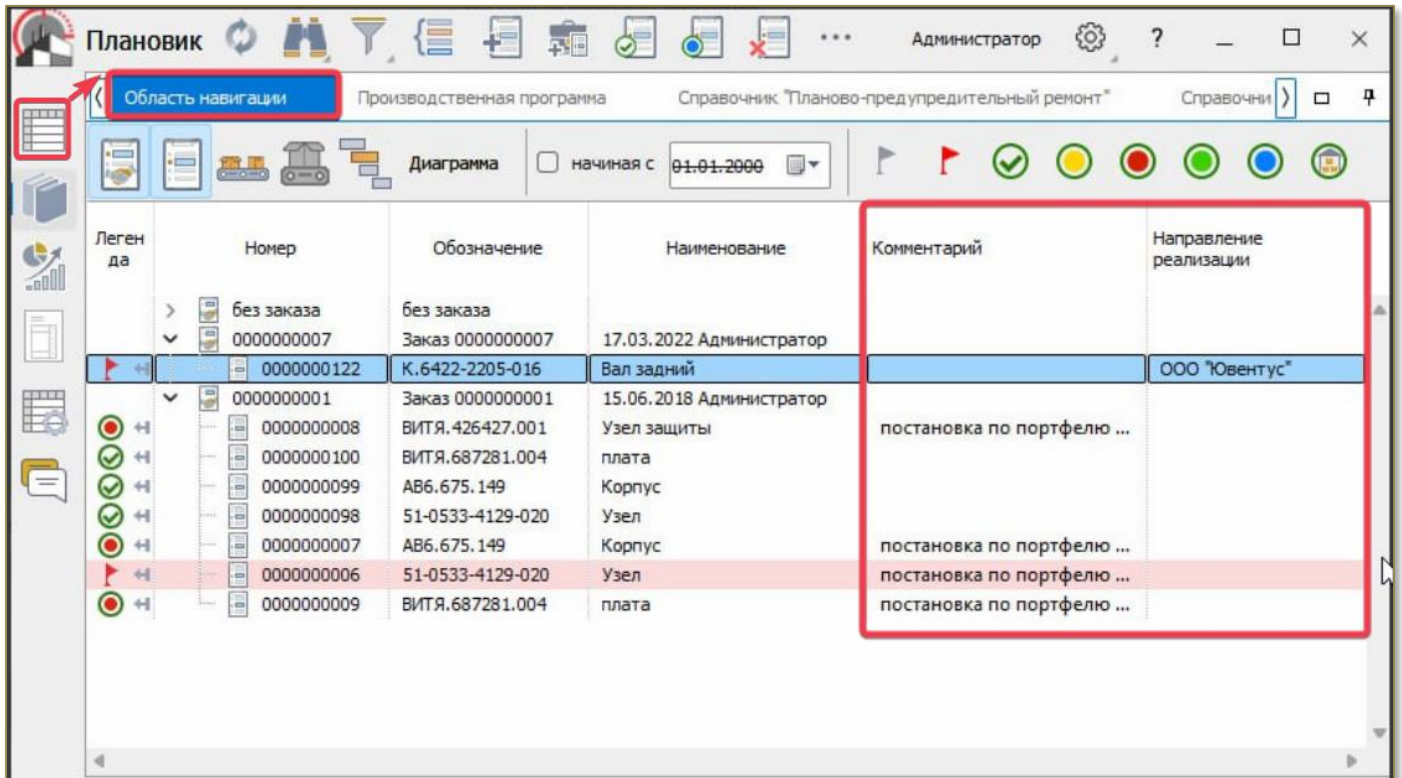 Плановик
Администратор
?
Область навигации
Производственная программа
Справочник "Планово-предупредительный ремонт"
Справочни
Диаграмма
начиная с
01.01.2000
Леген
да
Номер
Обозначение
Наименование
Комментарий
Направление
реализации
без заказа без заказа
0000000007 Заказ 0000000007 17.03.2022 Администратор
0000000122 К.6422-2205-016 Вал задний ООО "Ювентус"
0000000001 Заказ 0000000001 15.06.2018 Администратор
0000000008 ВИТЯ.426427.001 Узел защиты постановка по портфелю ...
0000000100 ВИТЯ.687281.004 плата
0000000099 АВ6.675.149 Корпус
0000000098 51-0533-4129-020 Узел
0000000007 АВ6.675.149 Корпус постановка по портфелю ...
0000000006 51-0533-4129-020 Узел постановка по портфелю ...
0000000009 ВИТЯ.687281.004 плата постановка по портфелю ...